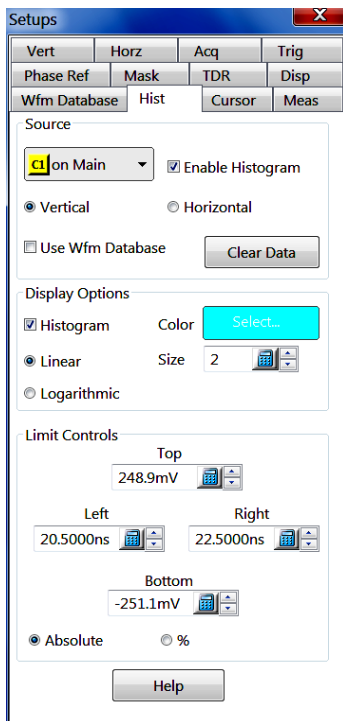 Setups
Vert Horz Acq Trig
Phase Ref Mask TDR Disp
Wfm Database Hist Cursor Meas
Source
C1 on Main Enable Histogram
Vertical Horizontal
Use Wfm Database Clear Data
Display Options
Histogram Color Select...
Linear Size 2
Logarithmic
Limit Controls
Top
248.9mV
Left Right
20.5000ns 22.5000ns
Bottom
-251.1mV
Absolute %
Help